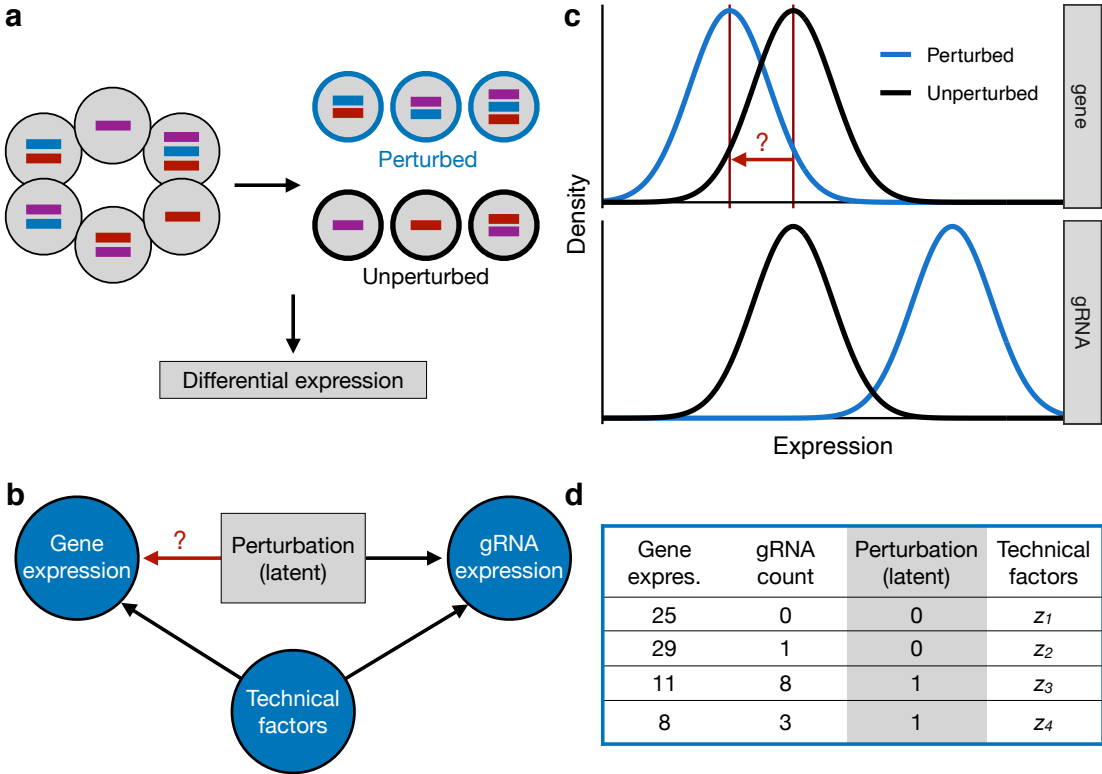 a
Perturbed
Unperturbed
Differential expression
b
Gene
expression
?
Perturbation
(latent)
gRNA
expression
Technical
factors
c
Perturbed
Unperturbed
?
Density
gene
gRNA
Expression
d
Gene expres. gRNA count Perturbation (latent) Technical factors
25 0 0 z1
29 1 0 z2
11 8 1 z3
8 3 1 z4